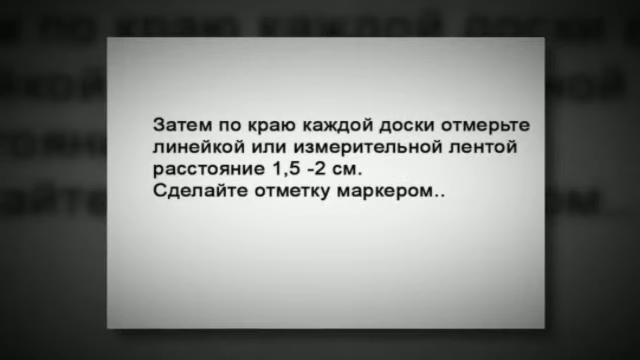 Затем по краю каждой доски отмерьте
линейкой или измерительной лентой
расстояние 1,5 -2 см.
Сделайте отметку маркером..